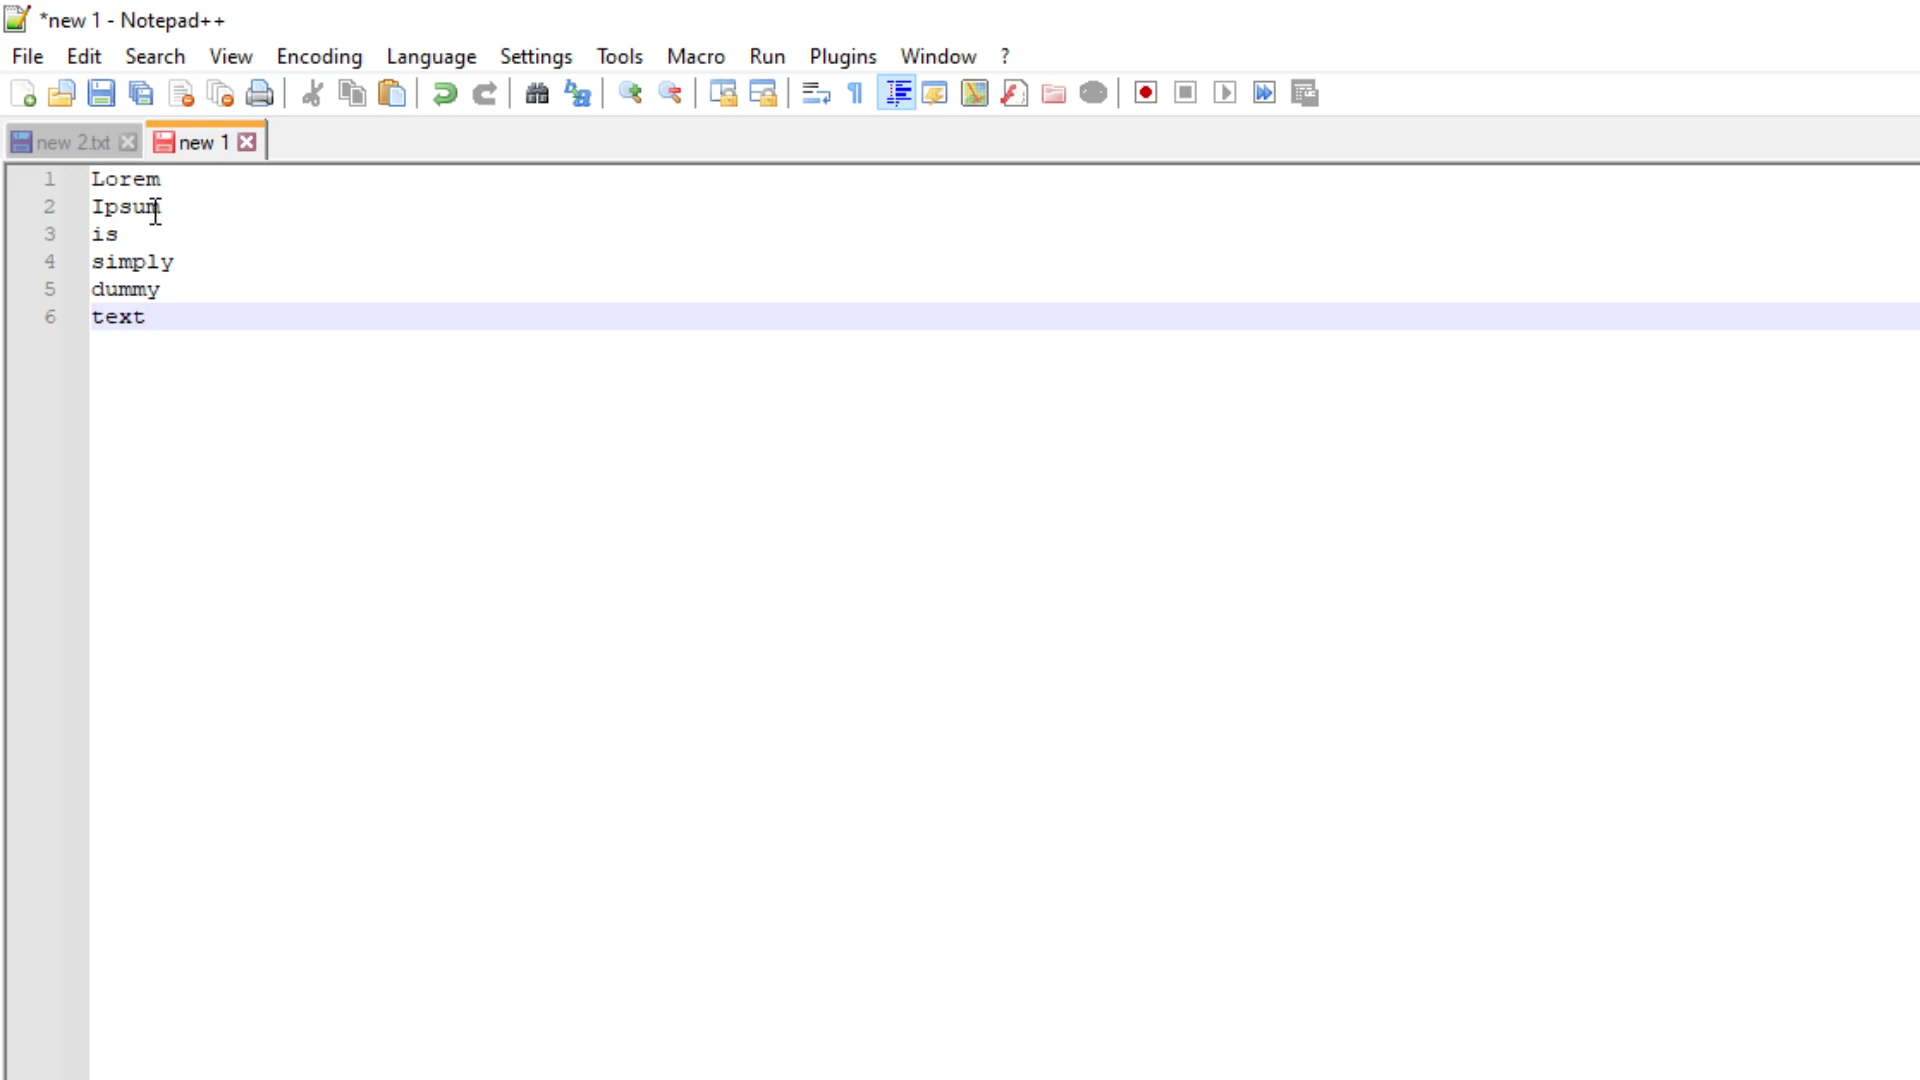 *new 1 - Notepad++
File Edit Search View Encoding Language Settings Tools Macro Run Plugins Window ?
new 2.txt new 1
1 Lorem
2 Ipsum
3 is
4 simply
5 dummy
6 text